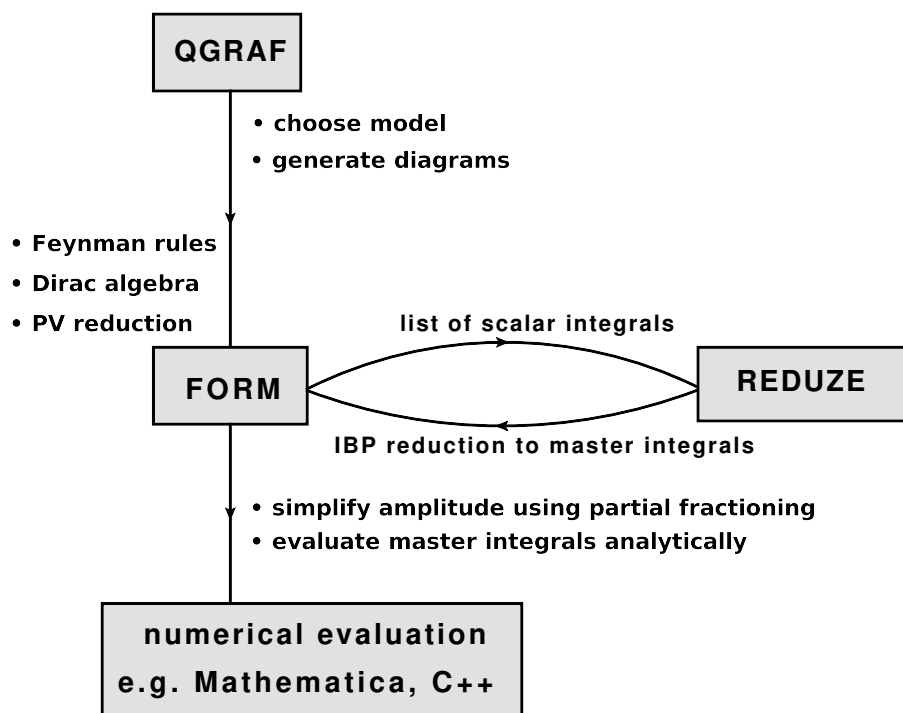 QGRAF
• choose model
• generate diagrams
• Feynman rules
• Dirac algebra
• PV reduction
list of scalar integrals
FORM
REDUZE
IBP reduction to master integrals
• simplify amplitude using partial fractioning
• evaluate master integrals analytically
numerical evaluation
e.g. Mathematica, C++